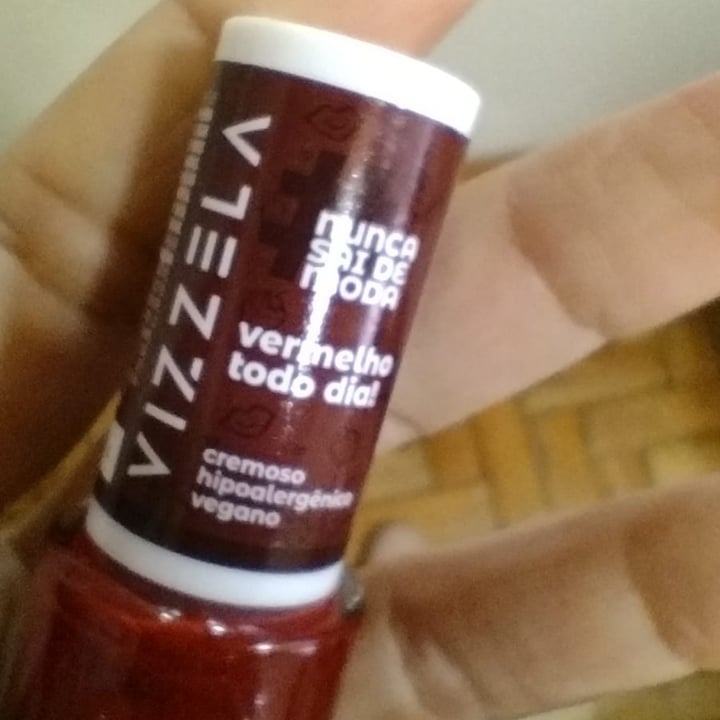 VIZZELA
nunca
SAI DE
mODA
vermelho
todo dia!
cremoso
hipoalergênico
vegano